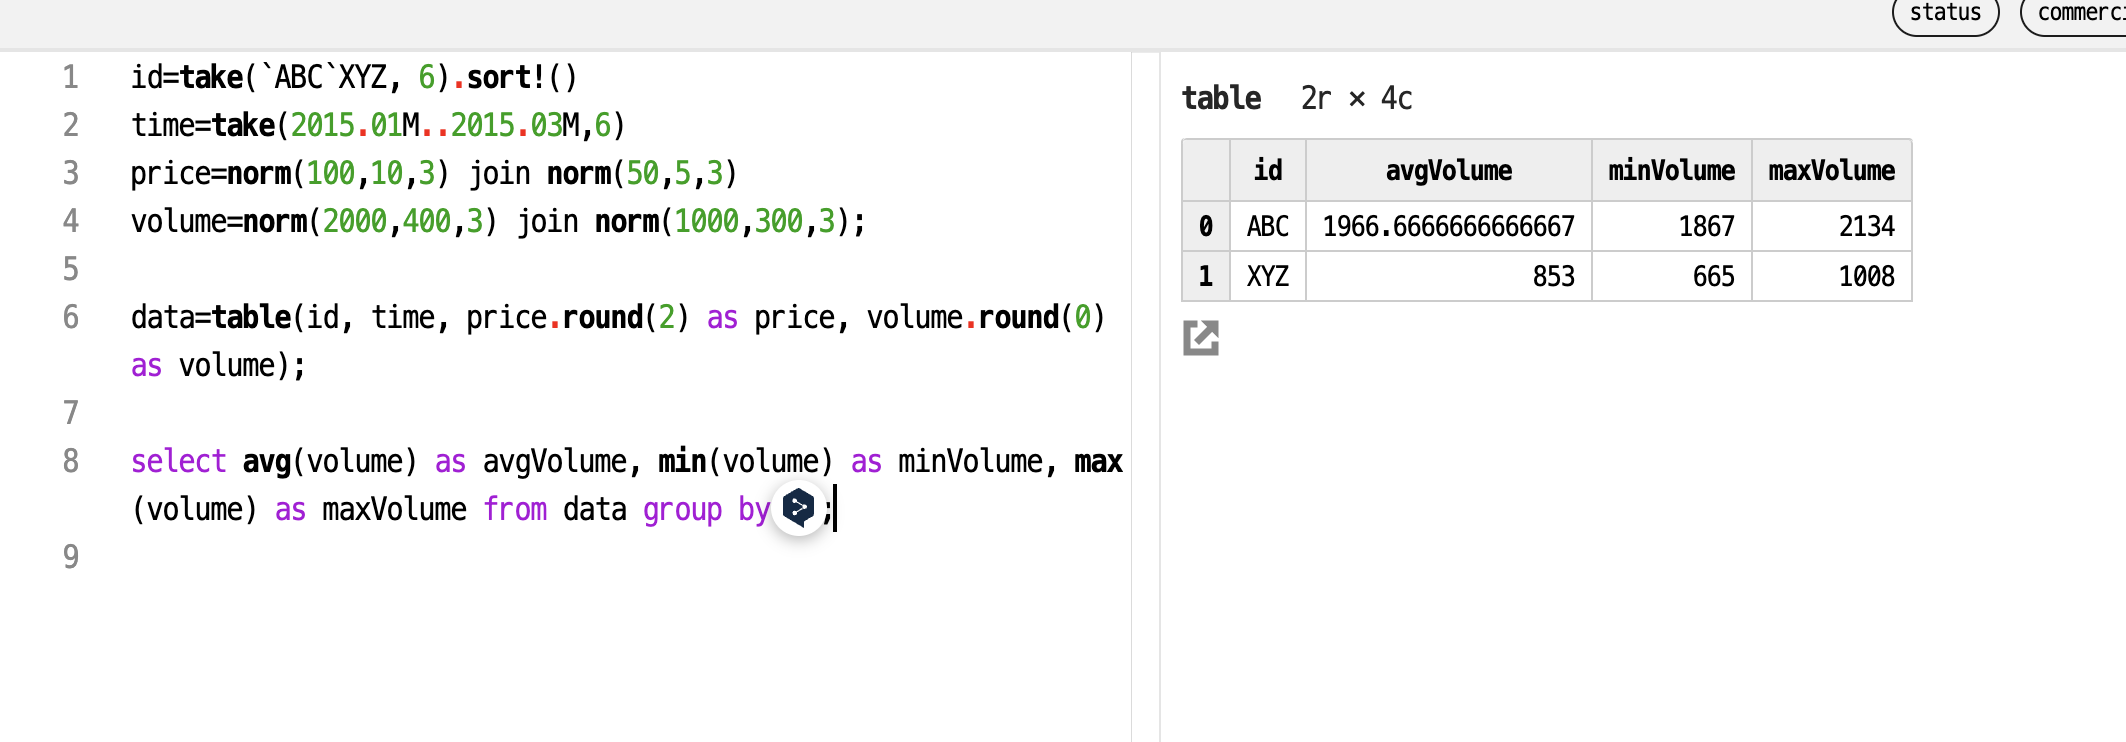 status commerci
1 id=take(`ABC`XYZ, 6).sort!()
2 time=take(2015.01M..2015.03M,6)
3 price=norm(100,10,3) join norm(50,5,3)
4 volume=norm(2000,400,3) join norm(1000,300,3);
5
6 data=table(id, time, price.round(2) as price, volume.round(0)
as volume);
7
8 select avg(volume) as avgVolume, min(volume) as minVolume, max
(volume) as maxVolume from data group by ;
9
table 2r × 4c
id avgVolume minVolume maxVolume
0 ABC 1966.6666666666667 1867 2134
1 XYZ 853 665 1008